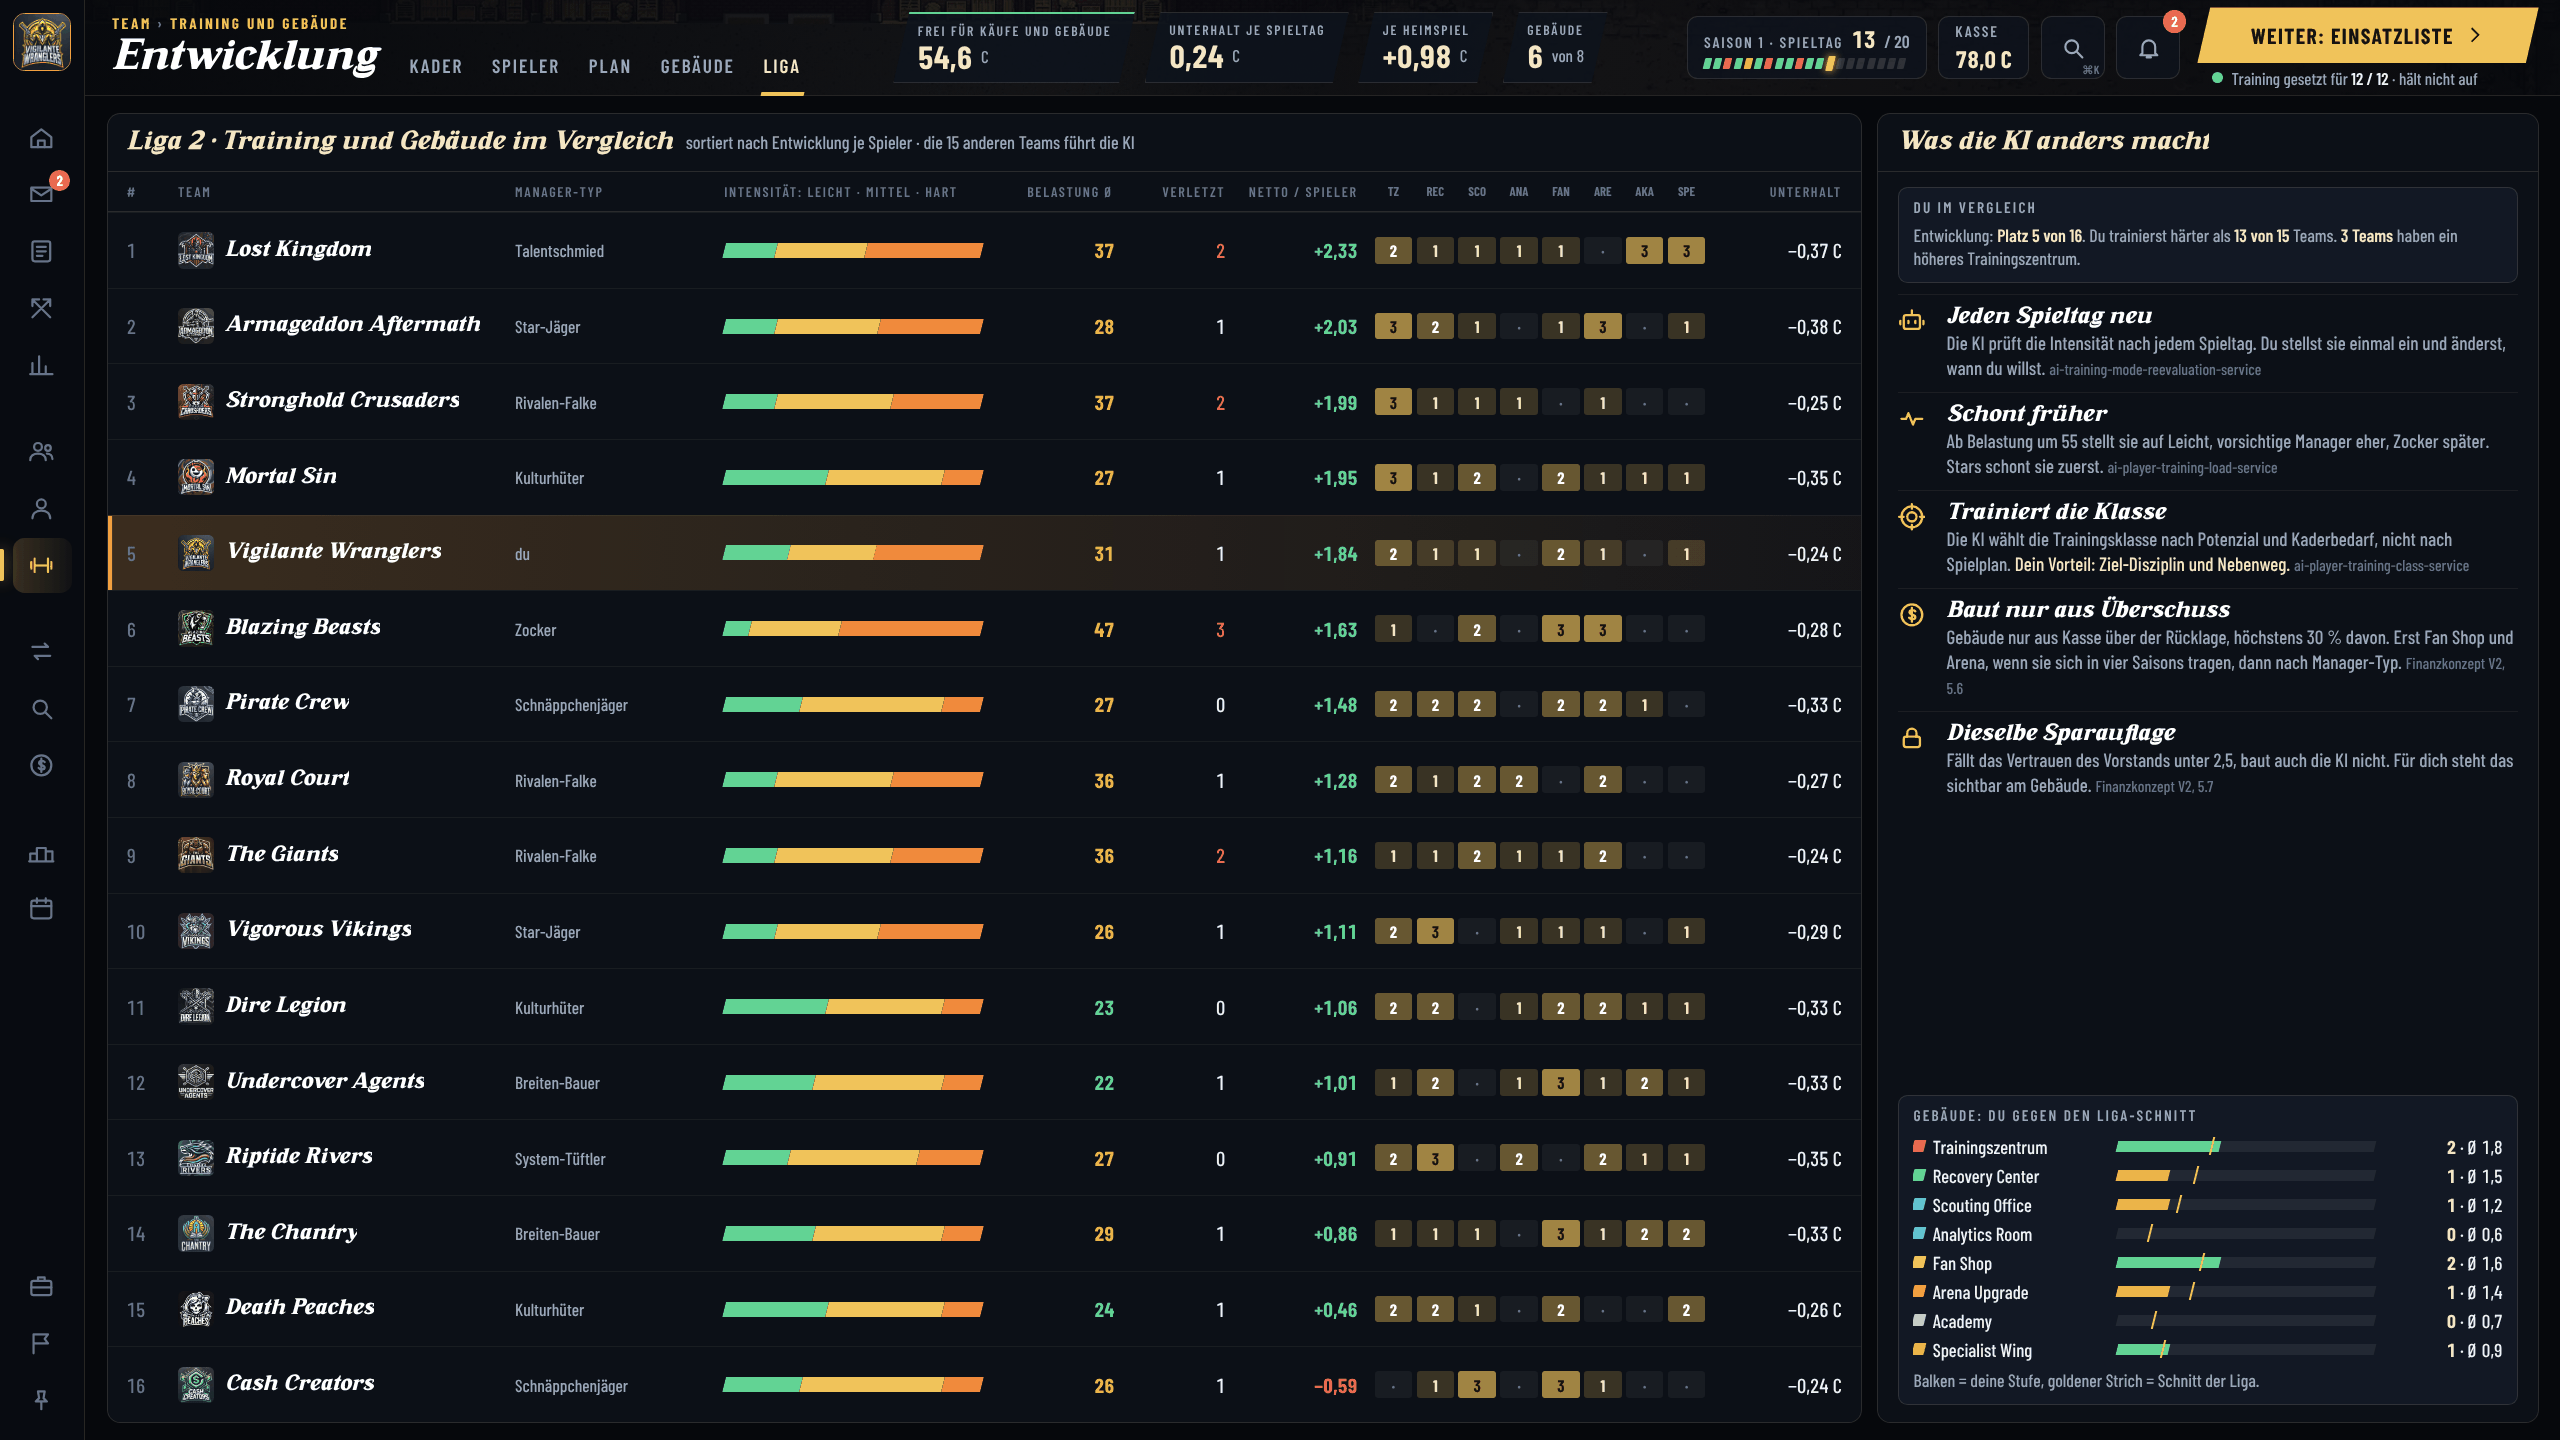 TEAM › TRAINING UND GEBÄUDE
Entwicklung
KADER SPIELER PLAN GEBÄUDE LIGA
FREI FÜR KÄUFE UND GEBÄUDE
54,6 C
UNTERHALT JE SPIELTAG
0,24 C
JE HEIMSPIEL
+0,98 C
GEBÄUDE
6 von 8
SAISON 1 · SPIELTAG 13 / 20
KASSE
78,0 C
⌘K
2
WEITER: EINSATZLISTE
Training gesetzt für 12 / 12 · hält nicht auf
2
Liga 2 · Training und Gebäude im Vergleich sortiert nach Entwicklung je Spieler · die 15 anderen Teams führt die KI
# TEAM MANAGER-TYP INTENSITÄT: LEICHT · MITTEL · HART BELASTUNG Ø VERLETZT NETTO / SPIELER TZ REC SCO ANA FAN ARE AKA SPE UNTERHALT
1 Lost Kingdom Talentschmied 37 2 +2,33 2 1 1 1 1 · 3 3 −0,37 C
2 Armageddon Aftermath Star-Jäger 28 1 +2,03 3 2 1 · 1 3 · 1 −0,38 C
3 Stronghold Crusaders Rivalen-Falke 37 2 +1,99 3 1 1 1 · 1 · · −0,25 C
4 Mortal Sin Kulturhüter 27 1 +1,95 3 1 2 · 2 1 1 1 −0,35 C
5 Vigilante Wranglers du 31 1 +1,84 2 1 1 · 2 1 · 1 −0,24 C
6 Blazing Beasts Zocker 47 3 +1,63 1 · 2 · 3 3 · · −0,28 C
7 Pirate Crew Schnäppchenjäger 27 0 +1,48 2 2 2 · 2 2 1 · −0,33 C
8 Royal Court Rivalen-Falke 36 1 +1,28 2 1 2 2 · 2 · · −0,27 C
9 The Giants Rivalen-Falke 36 2 +1,16 1 1 2 1 1 2 · · −0,24 C
10 Vigorous Vikings Star-Jäger 26 1 +1,11 2 3 · 1 1 1 · 1 −0,29 C
11 Dire Legion Kulturhüter 23 0 +1,06 2 2 · 1 2 2 1 1 −0,33 C
12 Undercover Agents Breiten-Bauer 22 1 +1,01 1 2 · 1 3 1 2 1 −0,33 C
13 Riptide Rivers System-Tüftler 27 0 +0,91 2 3 · 2 · 2 1 1 −0,35 C
14 The Chantry Breiten-Bauer 29 1 +0,86 1 1 1 · 3 1 2 2 −0,33 C
15 Death Peaches Kulturhüter 24 1 +0,46 2 2 1 · 2 · · 2 −0,26 C
16 Cash Creators Schnäppchenjäger 26 1 −0,59 · 1 3 · 3 1 · · −0,24 C
Was die KI anders macht
DU IM VERGLEICH
Entwicklung: Platz 5 von 16. Du trainierst härter als 13 von 15 Teams. 3 Teams haben ein
höheres Trainingszentrum.
Jeden Spieltag neu
Die KI prüft die Intensität nach jedem Spieltag. Du stellst sie einmal ein und änderst,
wann du willst. ai-training-mode-reevaluation-service
Schont früher
Ab Belastung um 55 stellt sie auf Leicht, vorsichtige Manager eher, Zocker später.
Stars schont sie zuerst. ai-player-training-load-service
Trainiert die Klasse
Die KI wählt die Trainingsklasse nach Potenzial und Kaderbedarf, nicht nach
Spielplan. Dein Vorteil: Ziel-Disziplin und Nebenweg. ai-player-training-class-service
Baut nur aus Überschuss
Gebäude nur aus Kasse über der Rücklage, höchstens 30 % davon. Erst Fan Shop und
Arena, wenn sie sich in vier Saisons tragen, dann nach Manager-Typ. Finanzkonzept V2,
5.6
Dieselbe Sparauflage
Fällt das Vertrauen des Vorstands unter 2,5, baut auch die KI nicht. Für dich steht das
sichtbar am Gebäude. Finanzkonzept V2, 5.7
GEBÄUDE: DU GEGEN DEN LIGA-SCHNITT
Trainingszentrum 2 · Ø 1,8
Recovery Center 1 · Ø 1,5
Scouting Office 1 · Ø 1,2
Analytics Room 0 · Ø 0,6
Fan Shop 2 · Ø 1,6
Arena Upgrade 1 · Ø 1,4
Academy 0 · Ø 0,7
Specialist Wing 1 · Ø 0,9
Balken = deine Stufe, goldener Strich = Schnitt der Liga.